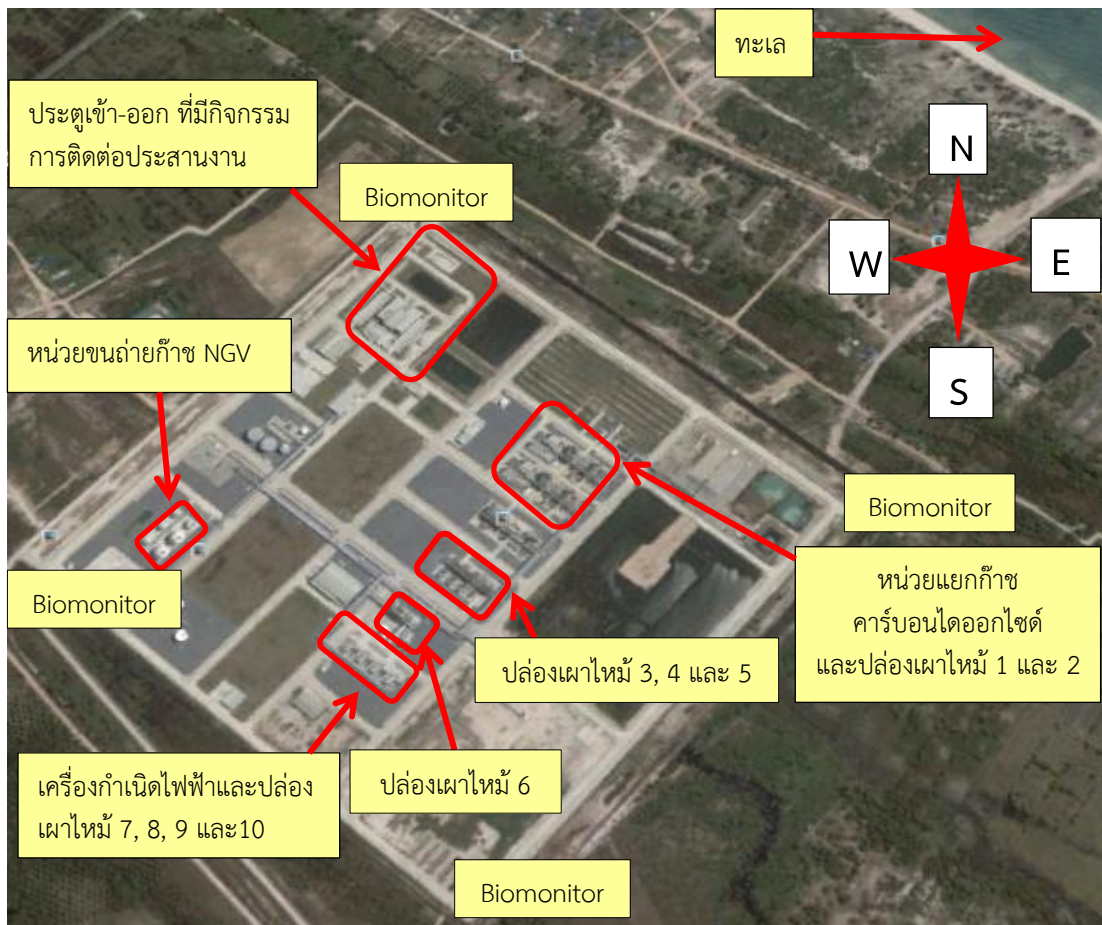 ทะเล
ประตูเข้า-ออก ที่มีกิจกรรม
การติดต่อประสานงาน
Biomonitor
N
W
E
S
หน่วยขนถ่ายก๊าช NGV
Biomonitor
หน่วยแยกก๊าช
คาร์บอนไดออกไซด์
และปล่องเผาไหม้ 1 และ 2
Biomonitor
ปล่องเผาไหม้ 3, 4 และ 5
ปล่องเผาไหม้ 6
เครื่องกำเนิดไฟฟ้าและปล่อง
เผาไหม้ 7, 8, 9 และ10
Biomonitor